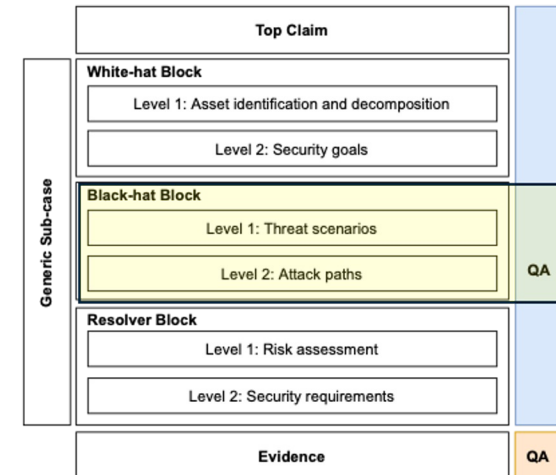 Top Claim
White-hat Block
Level 1: Asset identification and decomposition
Level 2: Security goals
Generic Sub-case
Black-hat Block
Level 1: Threat scenarios
Level 2: Attack paths
QA
Resolver Block
Level 1: Risk assessment
Level 2: Security requirements
Evidence
QA